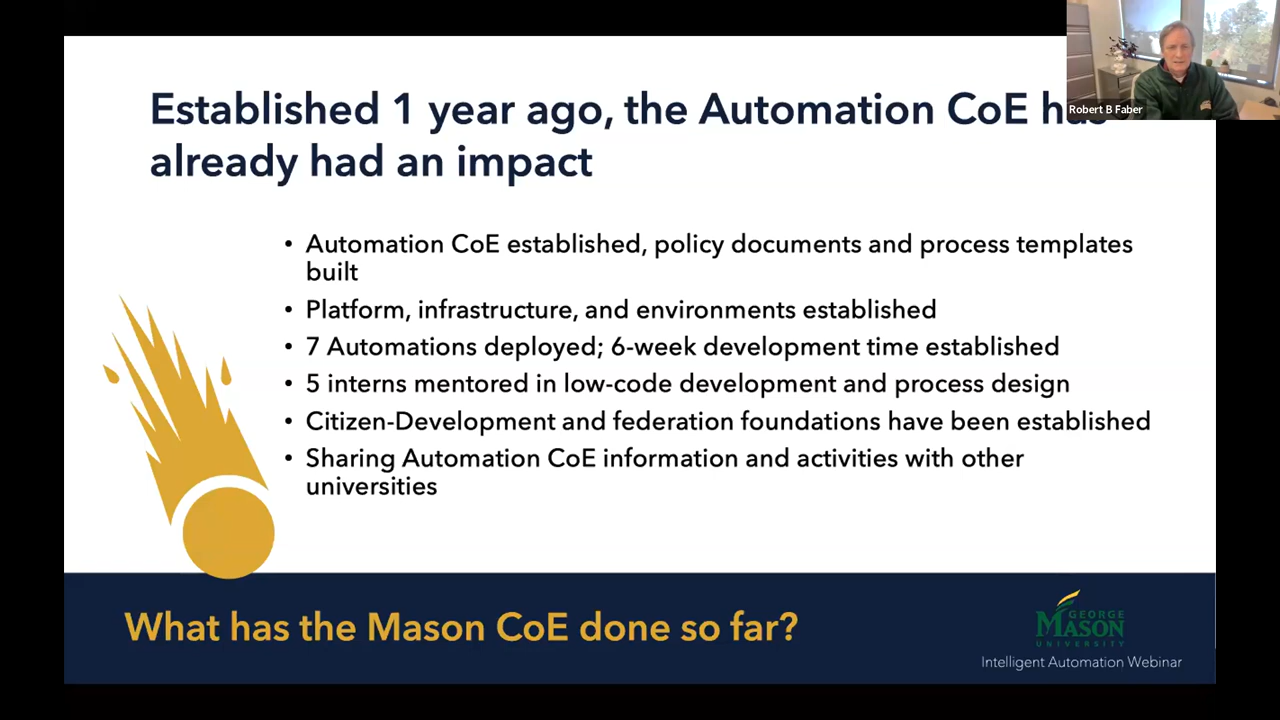 Established 1 year ago, the Automation CoE has
already had an impact
Robert B Faber
• Automation CoE established, policy documents and process templates
built
• Platform, infrastructure, and environments established
• 7 Automations deployed; 6-week development time established
• 5 interns mentored in low-code development and process design
• Citizen-Development and federation foundations have been established
• Sharing Automation CoE information and activities with other
universities
What has the Mason CoE done so far?
GEORGE
MASON
UNIVERSITY
Intelligent Automation Webinar